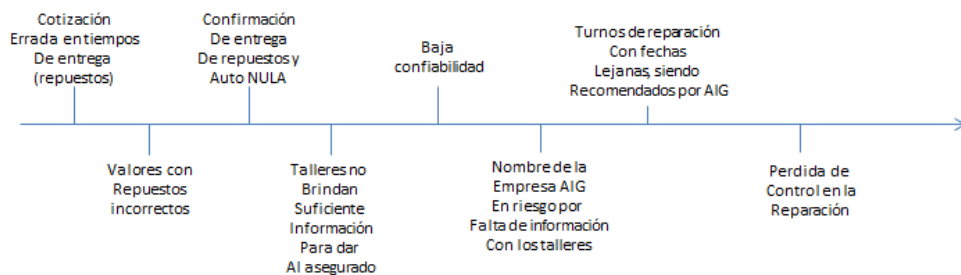 Cotización
Errada en tiempos
De entrega
(repuestos)
Confirmación
De entrega
De repuestos y
Auto NULA
Baja
confiabilidad
Turnos de reparación
Con fechas
Lejanas, siendo
Recomendados por AIG
Valores con
Repuestos
incorrectos
Talleres no
Brindan
Suficiente
Información
Para dar
Al asegurado
Nombre de la
Empresa AIG
En riesgo por
Falta de información
Con los talleres
Perdida de
Control en la
Reparación